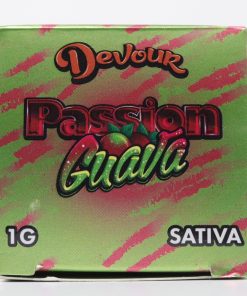 Devour
Passion
Guava
1G SATIVA